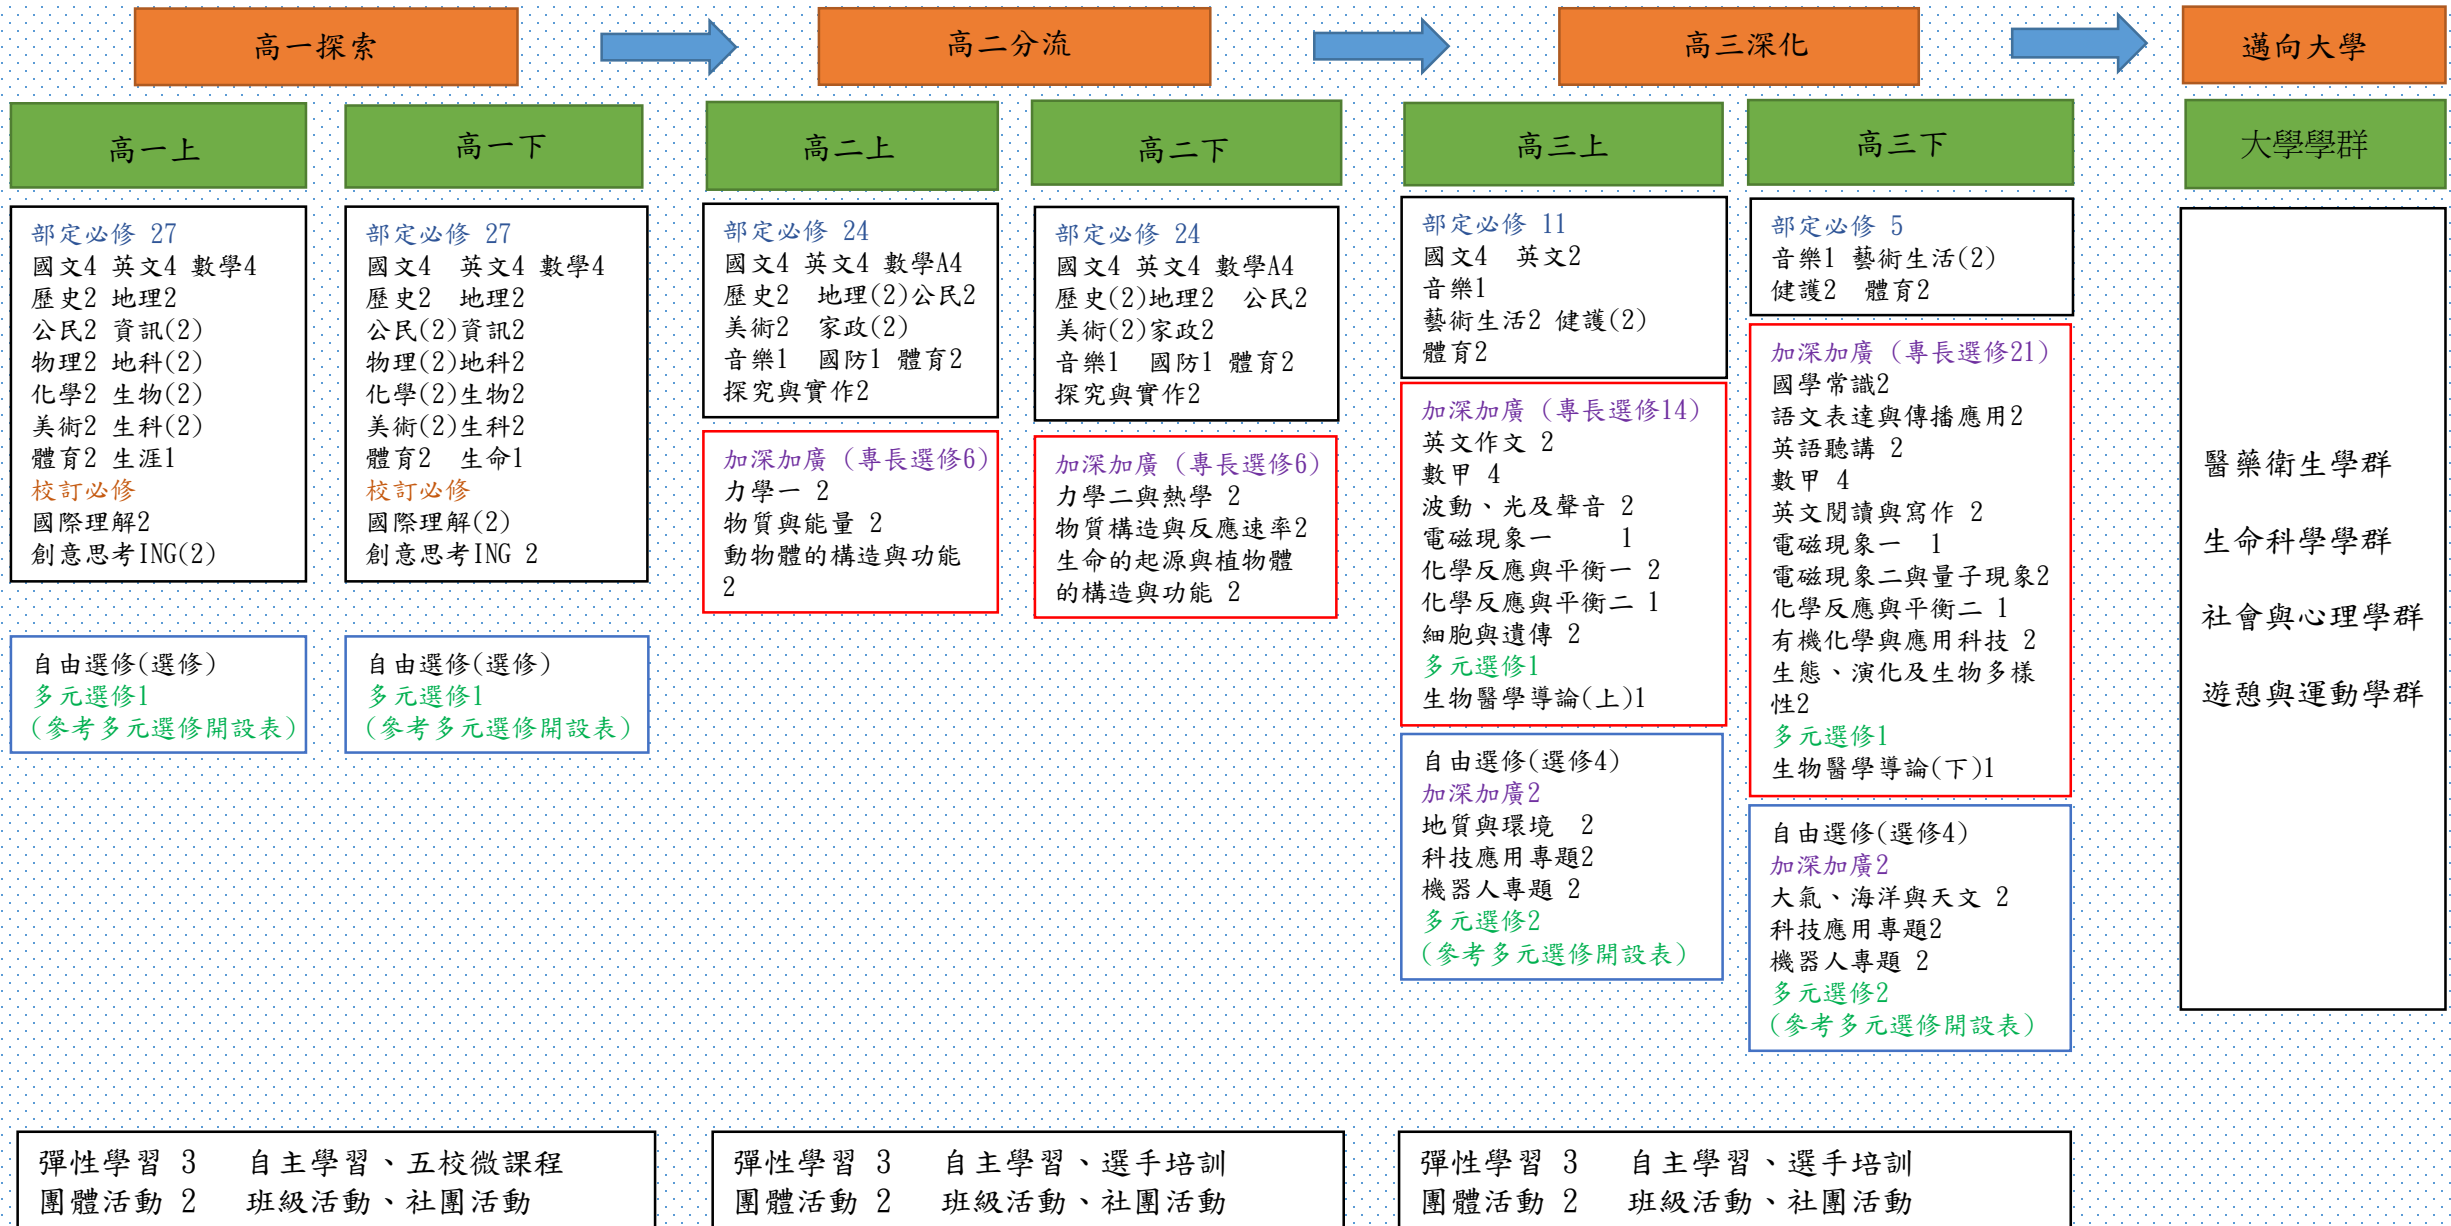 高一探索
高二分流
高三深化
邁向大學
高一上
高一下
高二上
高二下
高三上
高三下
大學學群
部定必修 27
國文4 英文4 數學4
歷史2 地理2
公民2 資訊(2)
物理2 地科(2)
化學2 生物(2)
美術2 生科(2)
體育2 生涯1
校訂必修
國際理解2
創意思考ING(2)
自由選修(選修)
多元選修1
(參考多元選修開設表)
部定必修 27
國文4 英文4 數學4
歷史2 地理2
公民(2)資訊2
物理(2)地科2
化學(2)生物2
美術(2)生科2
體育2 生命1
校訂必修
國際理解(2)
創意思考ING 2
自由選修(選修)
多元選修1
(參考多元選修開設表)
部定必修 24
國文4 英文4 數學A4
歷史2 地理(2)公民2
美術2 家政(2)
音樂1 國防1 體育2
探究與實作2
加深加廣 (專長選修6)
力學一 2
物質與能量 2
動物體的構造與功能
2
部定必修 24
國文4 英文4 數學A4
歷史(2)地理2 公民2
美術(2)家政2
音樂1 國防1 體育2
探究與實作2
加深加廣 (專長選修6)
力學二與熱學 2
物質構造與反應速率2
生命的起源與植物體
的構造與功能 2
部定必修 11
國文4 英文2
音樂1
藝術生活2 健護(2)
體育2
加深加廣 (專長選修14)
英文作文 2
數甲 4
波動、光及聲音 2
電磁現象一 1
化學反應與平衡一 2
化學反應與平衡二 1
細胞與遺傳 2
多元選修1
生物醫學導論(上)1
自由選修(選修4)
加深加廣2
地質與環境 2
科技應用專題2
機器人專題 2
多元選修2
(參考多元選修開設表)
部定必修 5
音樂1 藝術生活(2)
健護2 體育2
加深加廣 (專長選修21)
國學常識2
語文表達與傳播應用2
英語聽講 2
數甲 4
英文閱讀與寫作 2
電磁現象一 1
電磁現象二與量子現象2
化學反應與平衡二 1
有機化學與應用科技 2
生態、演化及生物多樣
性2
多元選修1
生物醫學導論(下)1
自由選修(選修4)
加深加廣2
大氣、海洋與天文 2
科技應用專題2
機器人專題 2
多元選修2
(參考多元選修開設表)
醫藥衛生學群
生命科學學群
社會與心理學群
遊憩與運動學群
彈性學習 3 自主學習、五校微課程
團體活動 2 班級活動、社團活動
彈性學習 3 自主學習、選手培訓
團體活動 2 班級活動、社團活動
彈性學習 3 自主學習、選手培訓
團體活動 2 班級活動、社團活動